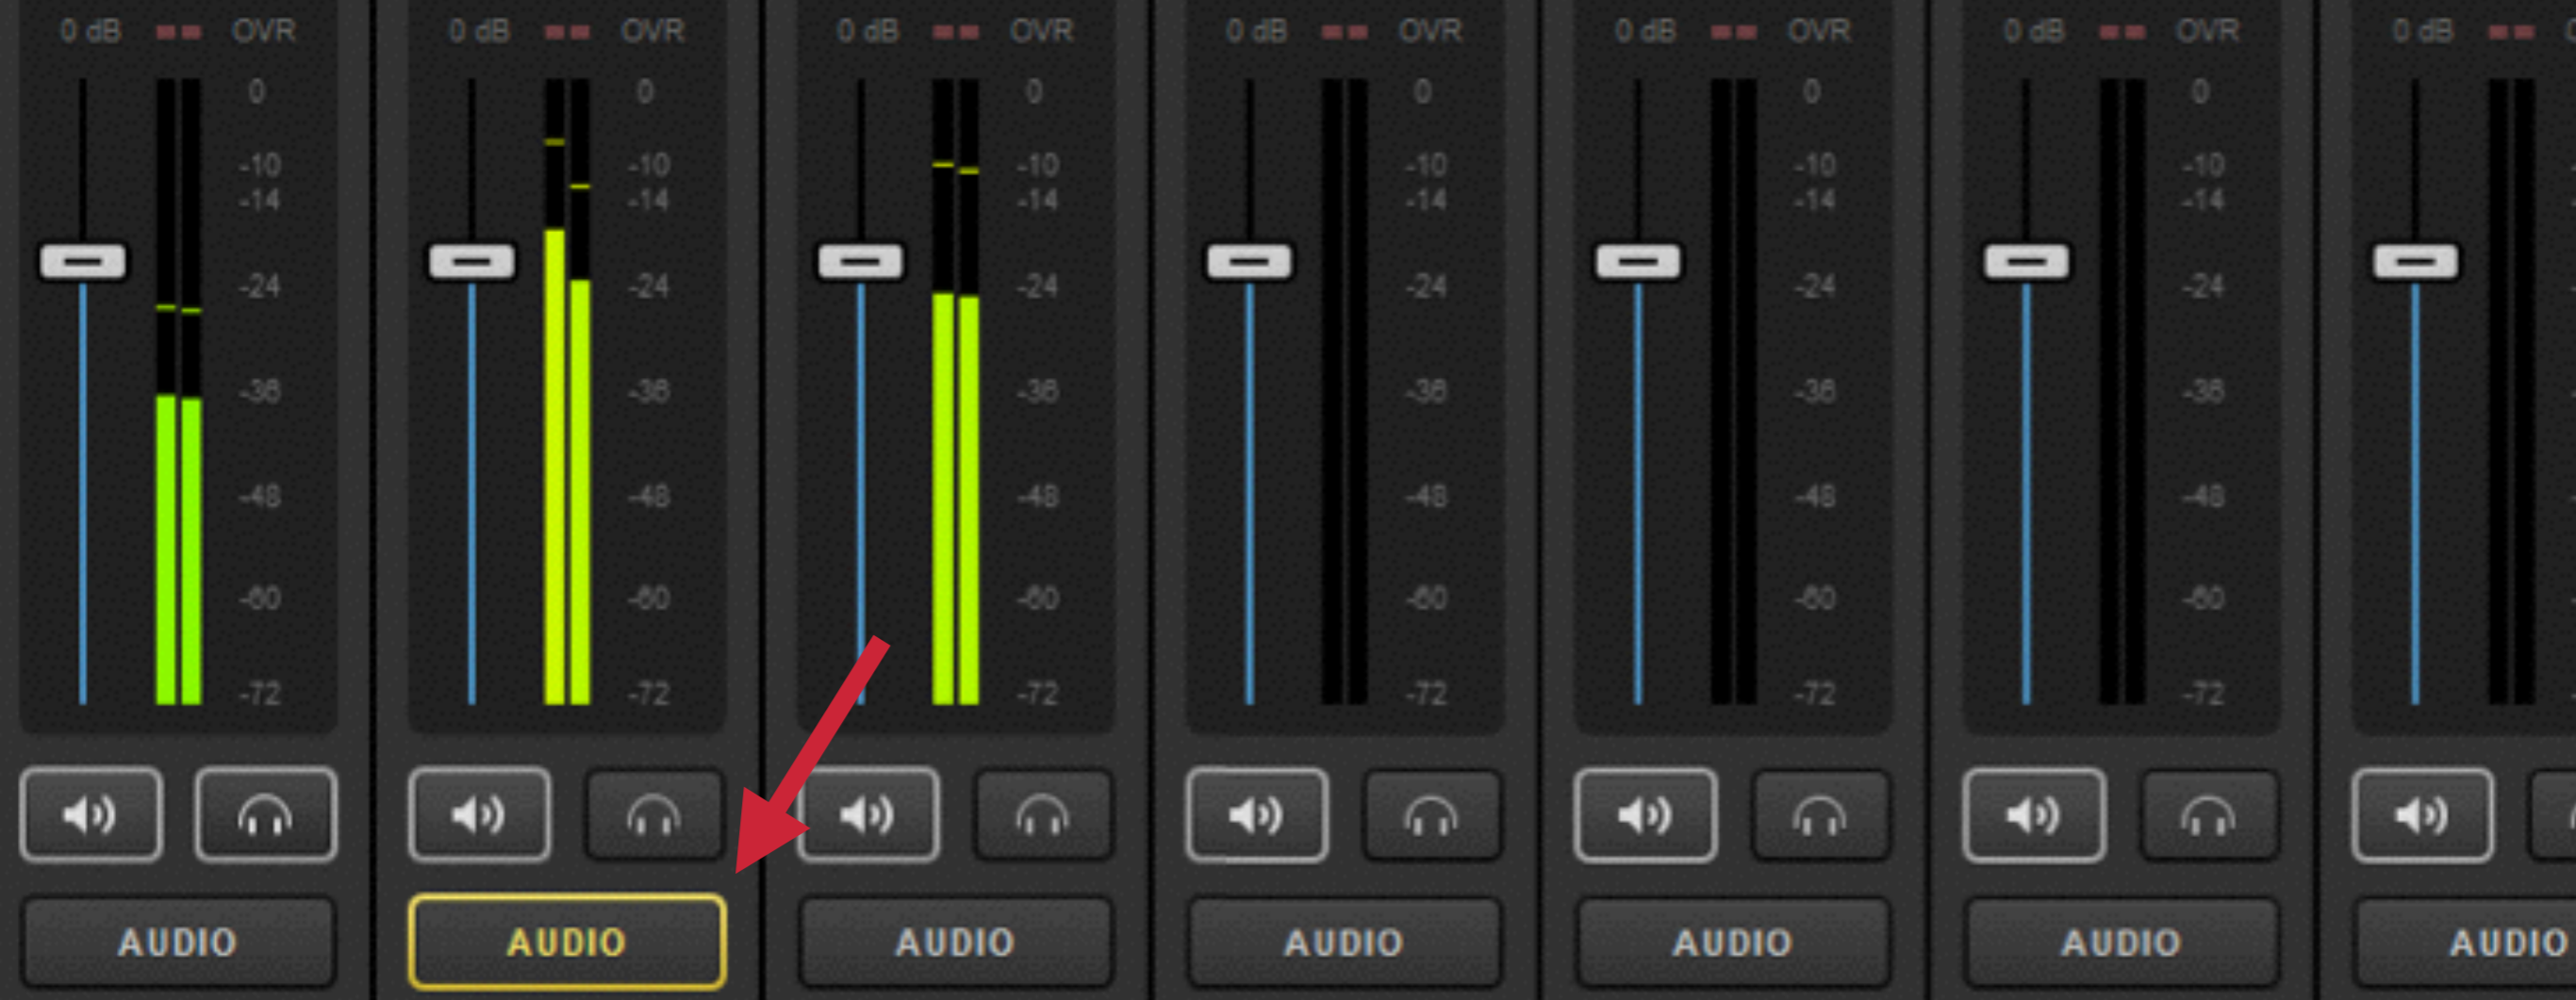 0 dB OVR 0 dB OVR 0 dB OVR 0 dB OVR 0 dB OVR 0 dB OVR 0 dB
0 0 0 0 0 0
-10 -10 -10 -10 -10 -10
-14 -14 -14 -14 -14 -14
-24 -24 -24 -24 -24 -24
-36 -36 -36 -36 -36 -36
-48 -48 -48 -48 -48 -48
-60 -60 -60 -60 -60 -60
-72 -72 -72 -72 -72 -72
AUDIO AUDIO AUDIO AUDIO AUDIO AUDIO AUDIO